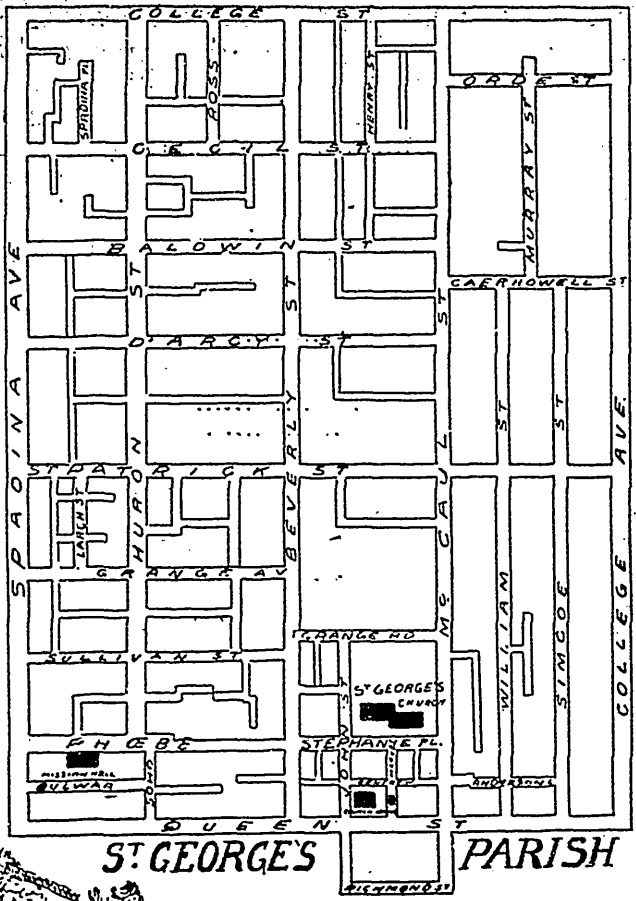 COLLEGE ST
SPADINA PL
ROSS
HENRY ST
ORDE ST
MURRAY ST
CECIL ST.
BALDWIN ST
CAERHOWELL ST
D'ARCY ST
SPADINA AVE
HURON ST
BEVERLY ST
MCCAUL ST
WILLIAM ST
SIMCOE ST
COLLEGE AVE.
ST PATRICK ST
LARCH ST
GRANGE AV
GRANGE RD
SULLIVAN ST
ST GEORGE'S
CHURCH
JOHN ST
PHŒBE
STEPHANIE PL.
MISSION HALL
BULWAR
SOHO
ANDERSON
QUEEN ST
ST. GEORGE'S PARISH
RICHMOND ST